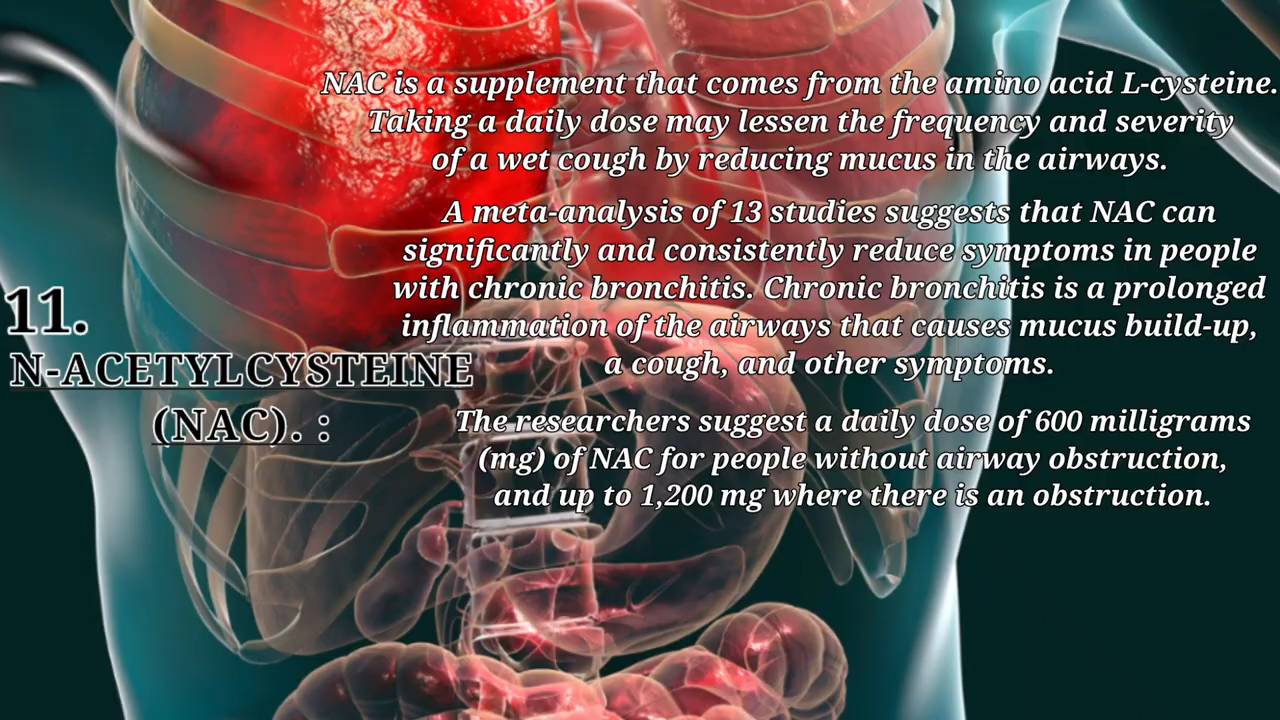 11.
N-ACETYLCYSTEINE
(NAC). :
NAC is a supplement that comes from the amino acid L-cysteine.
Taking a daily dose may lessen the frequency and severity
of a wet cough by reducing mucus in the airways.
A meta-analysis of 13 studies suggests that NAC can
significantly and consistently reduce symptoms in people
with chronic bronchitis. Chronic bronchitis is a prolonged
inflammation of the airways that causes mucus build-up,
a cough, and other symptoms.
The researchers suggest a daily dose of 600 milligrams
(mg) of NAC for people without airway obstruction,
and up to 1,200 mg where there is an obstruction.